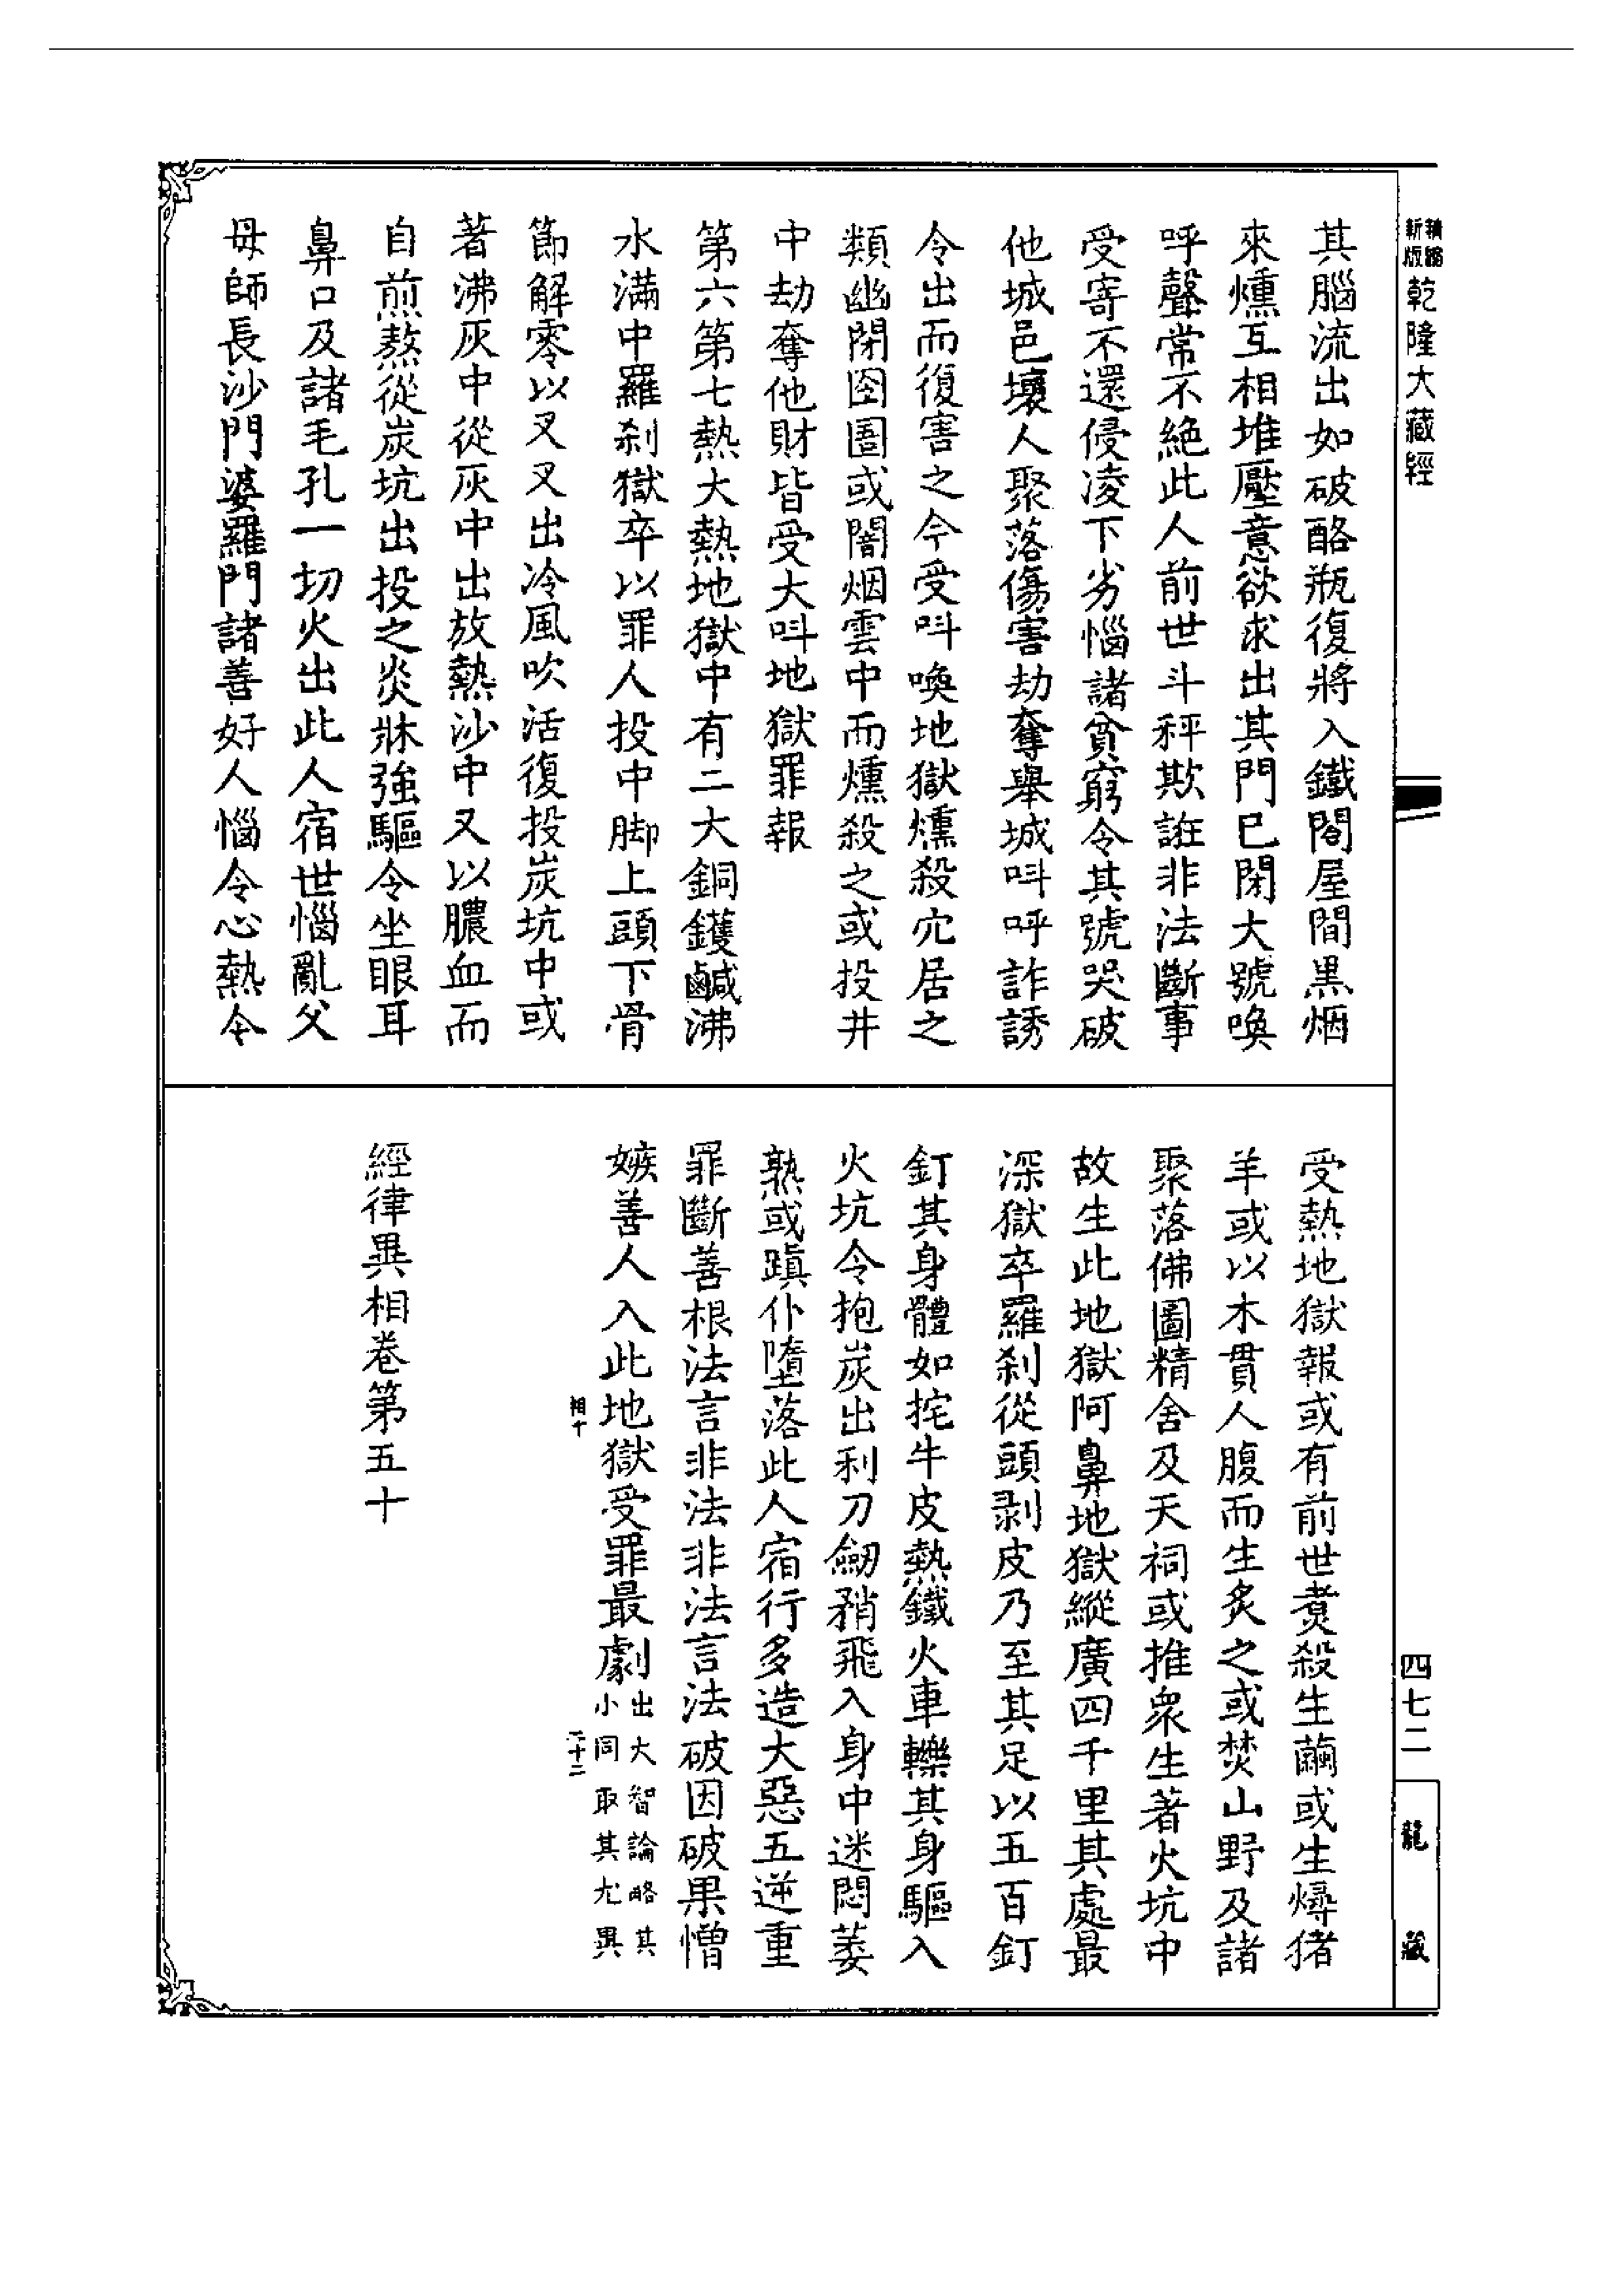 新版精縮乾隆大藏經
其腦流出如破酪瓶復將入鐵閣屋間黑烟
來燻互相堆壓意欲求出其門已閉大號喚
呼聲常不絕此人前世斗秤欺誑非法斷事
受寄不還侵凌下劣惱諸貧窮令其號哭破
他城邑壞人聚落傷害劫奪舉城叫呼詐誘
令出而復害之今受叫喚地獄燻殺穴居之
類幽閉囹圄或闇烟雲中而燻殺之或投井
中劫奪他財皆受大叫地獄罪報
第六第七熱大熱地獄中有二大銅鑊鹹沸
水滿中羅剎獄卒以罪人投中脚上頭下骨
節解零以叉叉出冷風吹活復投炭坑中或
著沸灰中從灰中出放熱沙中又以膿血而
自煎熬從炭坑出投之炎牀強驅令坐眼耳
鼻口及諸毛孔一切火出此人宿世惱亂父
母師長沙門婆羅門諸善好人惱令心熱今
受熱地獄報或有前世煑殺生繭或生燖猪
羊或以木貫人腹而生炙之或焚山野及諸
聚落佛圖精舍及天祠或推衆生著火坑中
故生此地獄阿鼻地獄縱廣四千里其處最
深獄卒羅剎從頭剥皮乃至其足以五百釘
釘其身體如挓牛皮熱鐵火車轢其身驅入
火坑令抱炭出利刀劒矟飛入身中迷悶萎
熟或蹎仆墮落此人宿行多造大惡五逆重
罪斷善根法言非法非法言法破因破果憎
嫉善人入此地獄受罪最劇出大智論略其
小同取其尤異
相十
二十二
經律異相卷第五十
四七二
龍藏